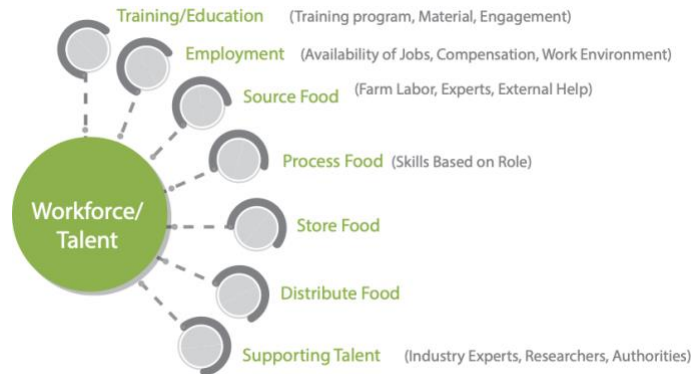 Training/Education (Training program, Material, Engagement)
Employment (Availability of Jobs, Compensation, Work Environment)
Source Food (Farm Labor, Experts, External Help)
Process Food (Skills Based on Role)
Workforce/
Talent
Store Food
Distribute Food
Supporting Talent (Industry Experts, Researchers, Authorities)